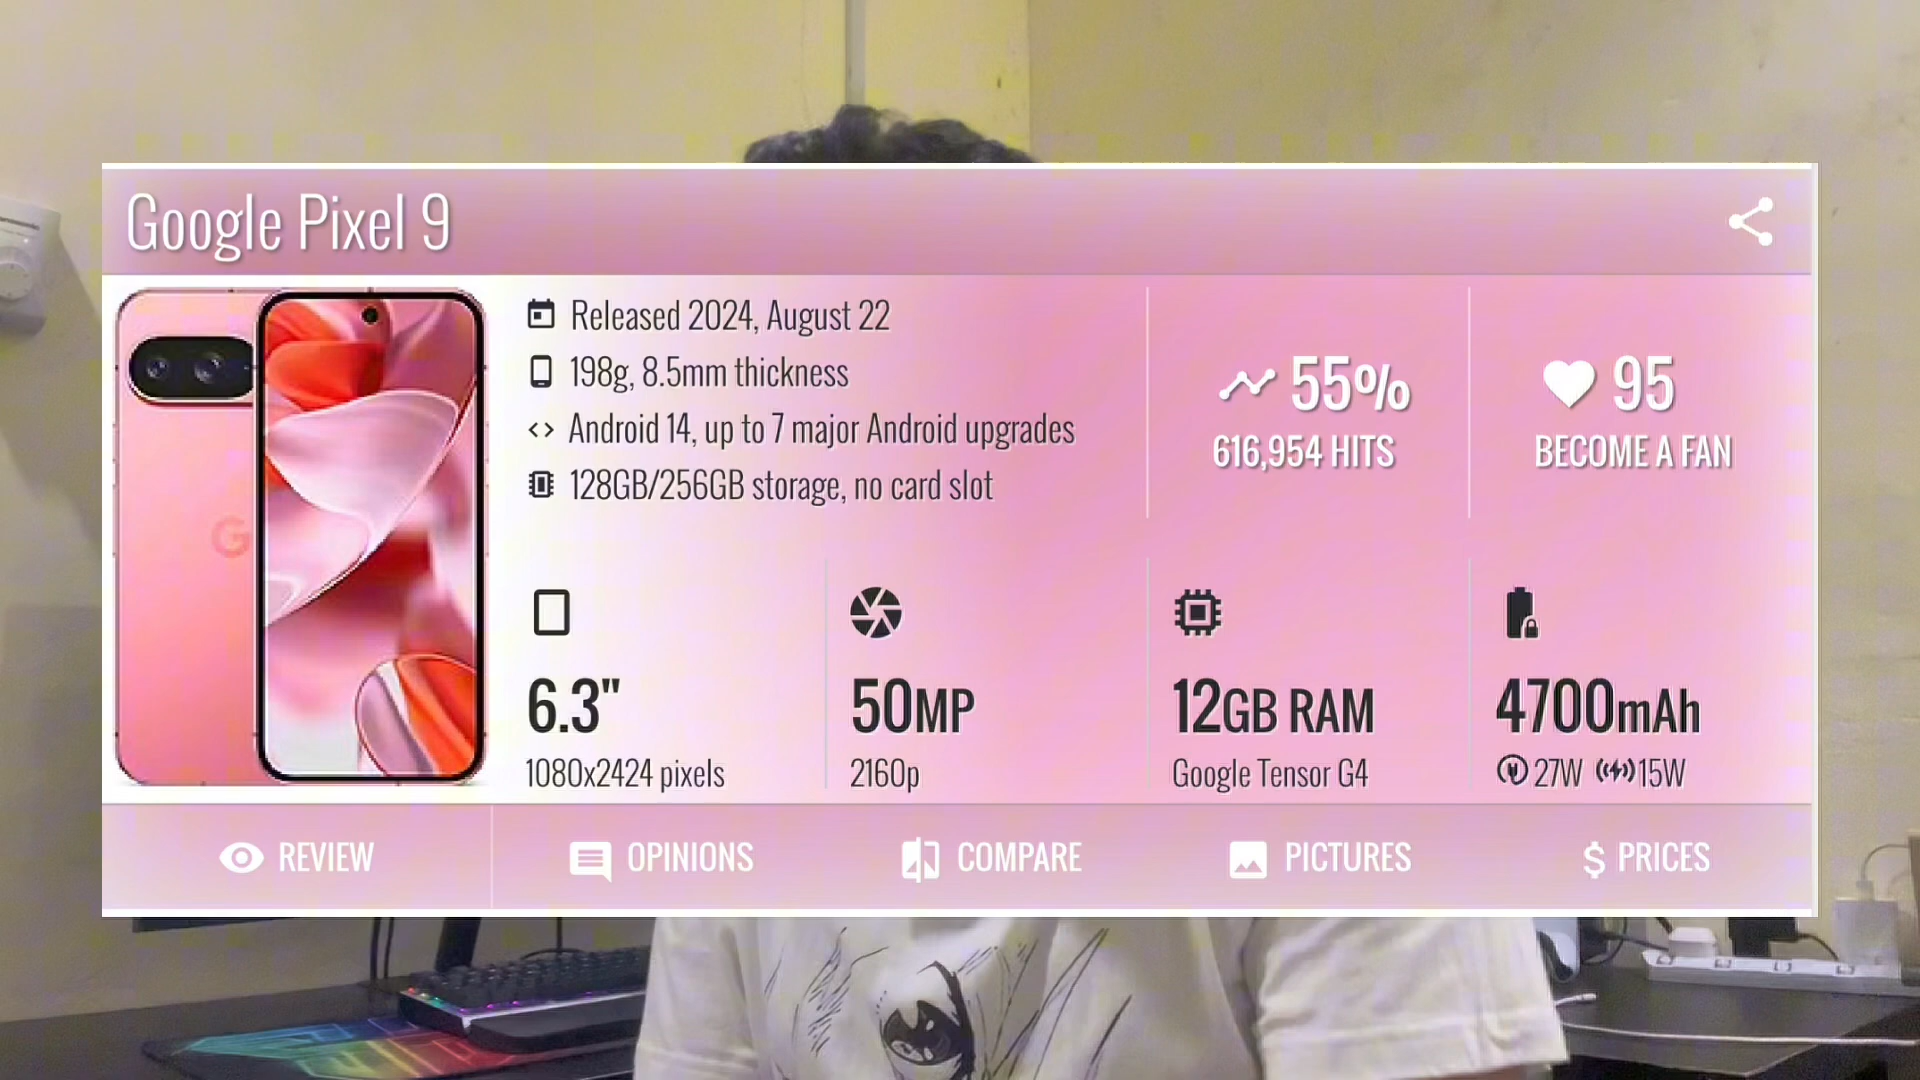 Google Pixel 9
Released 2024, August 22
198g, 8.5mm thickness
Android 14, up to 7 major Android upgrades
128GB/256GB storage, no card slot
55%
616,954 HITS
95
BECOME A FAN
G
6.3"
1080x2424 pixels
50MP
2160p
12GB RAM
Google Tensor G4
4700mAh
27W 15W
REVIEW
OPINIONS
COMPARE
PICTURES
$ PRICES